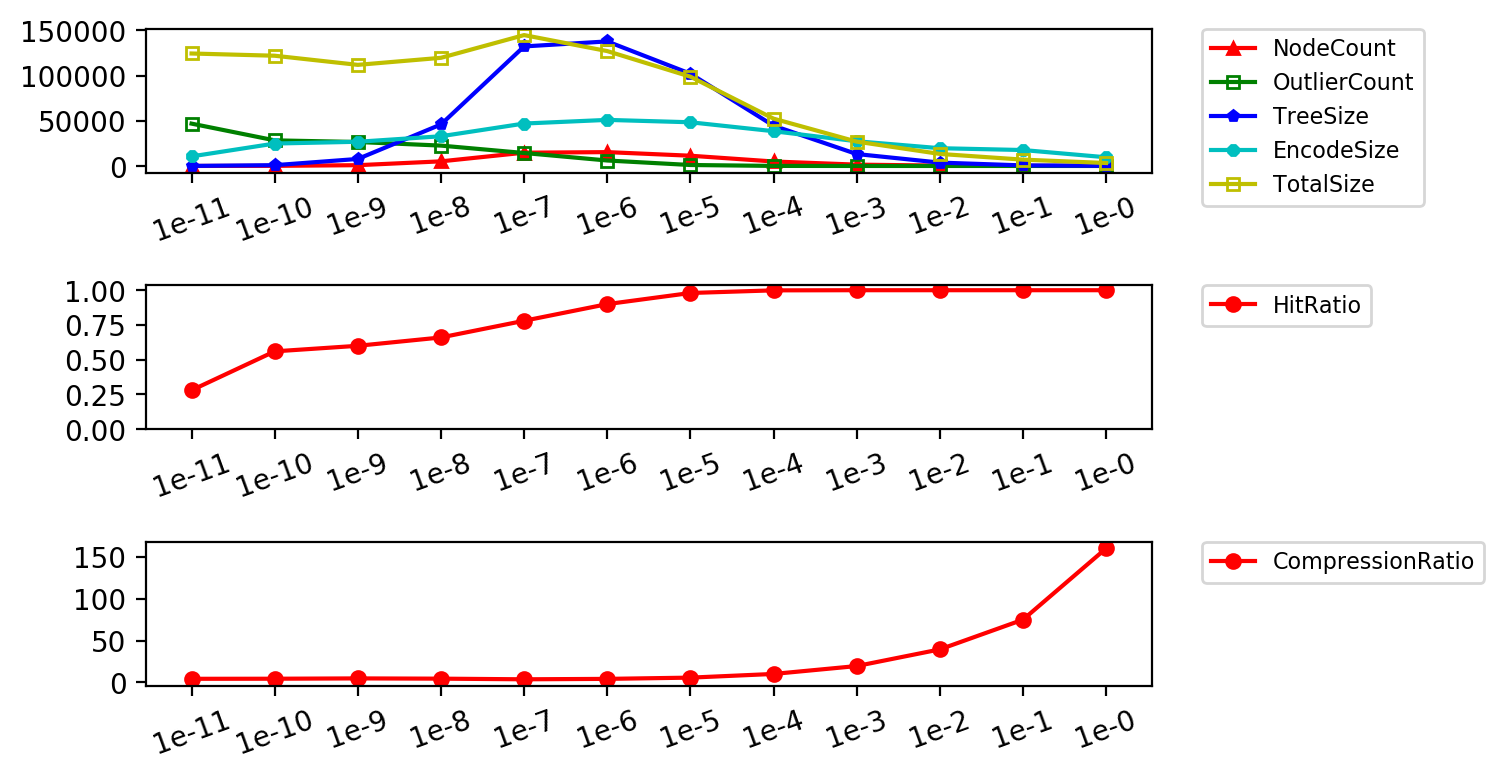 150000
100000
50000
0
1e-11 1e-10 1e-9 1e-8 1e-7 1e-6 1e-5 1e-4 1e-3 1e-2 1e-1 1e-0
NodeCount
OutlierCount
TreeSize
EncodeSize
TotalSize
1.00
0.75
0.50
0.25
0.00
1e-11 1e-10 1e-9 1e-8 1e-7 1e-6 1e-5 1e-4 1e-3 1e-2 1e-1 1e-0
HitRatio
150
100
50
0
1e-11 1e-10 1e-9 1e-8 1e-7 1e-6 1e-5 1e-4 1e-3 1e-2 1e-1 1e-0
CompressionRatio